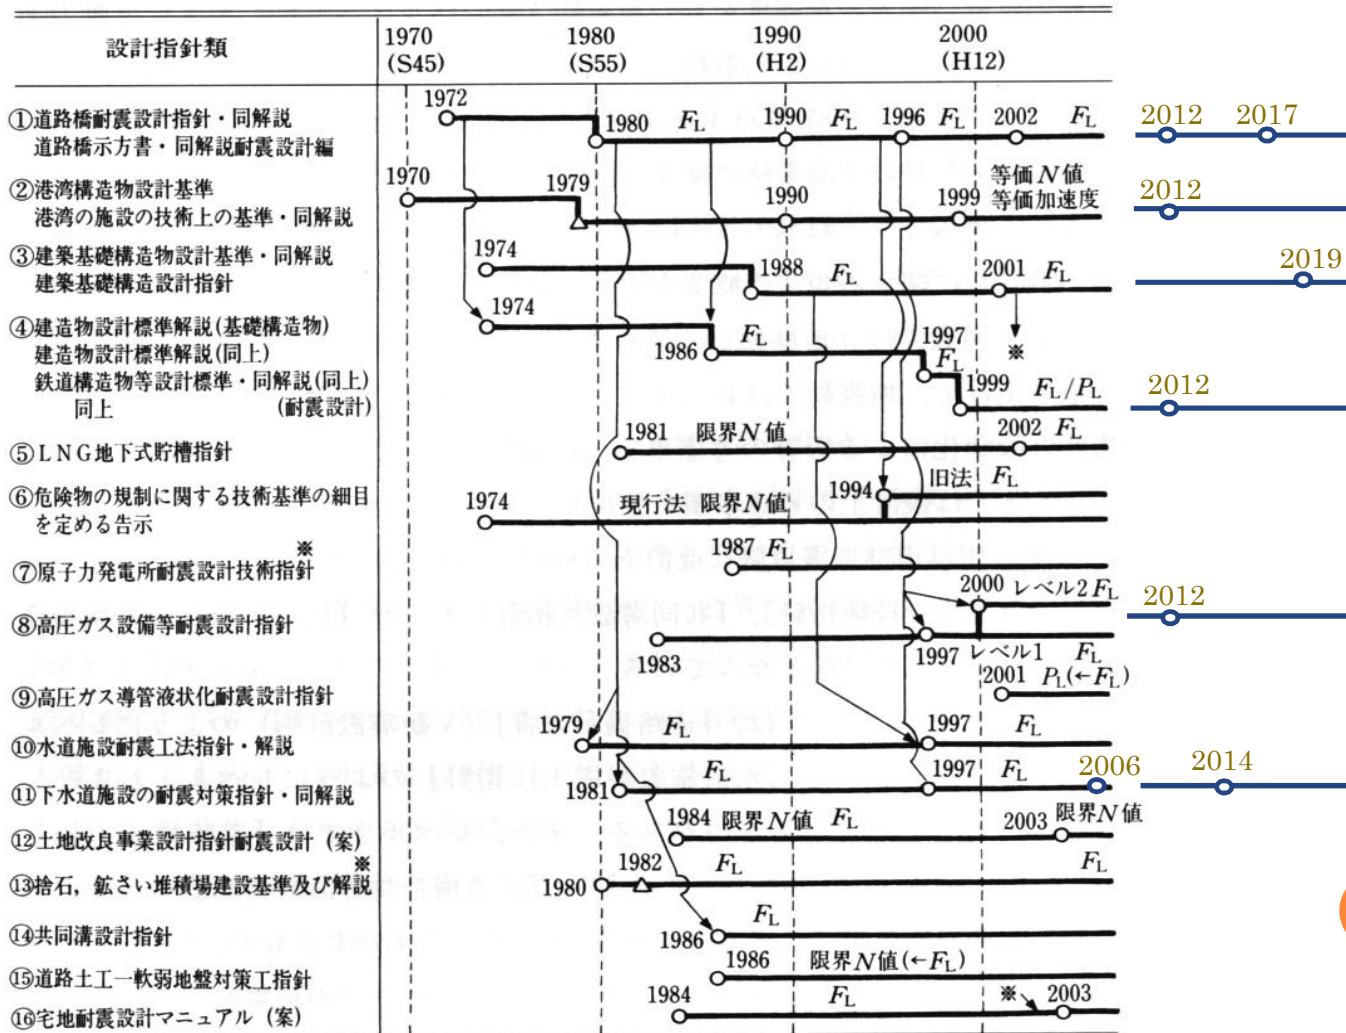 設計指針類
1970 1980 1990 2000
(S45) (S55) (H2) (H12)
1972
①道路橋耐震設計指針・同解説
道路橋示方書・同解説耐震設計編
1980 FL 1990 FL 1996 FL 2002 FL 2012 2017
②港湾構造物設計基準
港湾の施設の技術上の基準・同解説
1970 1979 1990 1999 等価N値
等価加速度
2012
③建築基礎構造物設計基準・同解説
建築基礎構造設計指針
1974 1988 FL 2001 FL 2019
※
④建造物設計標準解説(基礎構造物)
建造物設計標準解説(同上)
鉄道構造物等設計標準・同解説(同上)
同上 (耐震設計)
1974 1986 FL 1997 FL 1999 FL/PL 2012
⑤LNG地下式貯槽指針
1981 限界N値 2002 FL
⑥危険物の規制に関する技術基準の細目
を定める告示
1974 現行法 限界N値 1994 旧法 FL
※
⑦原子力発電所耐震設計技術指針
1987 FL
⑧高圧ガス設備等耐震設計指針
1983 1997 レベル1 FL
2000 レベル2 FL 2012
⑨高圧ガス導管液状化耐震設計指針
2001 PL(←FL)
⑩水道施設耐震工法指針・解説
1979 FL 1997 FL
⑪下水道施設の耐震対策指針・同解説
1981 FL 1997 FL 2006 2014
⑫土地改良事業設計指針耐震設計(案)
1984 限界N値 FL 2003 限界N値
※
⑬捨石,鉱さい堆積場建設基準及び解説
1980 1982 FL FL
⑭共同溝設計指針
1986 FL
⑮道路土工―軟弱地盤対策工指針
1986 限界N値(←FL)
⑯宅地耐震設計マニュアル(案)
1984 FL ※ 2003